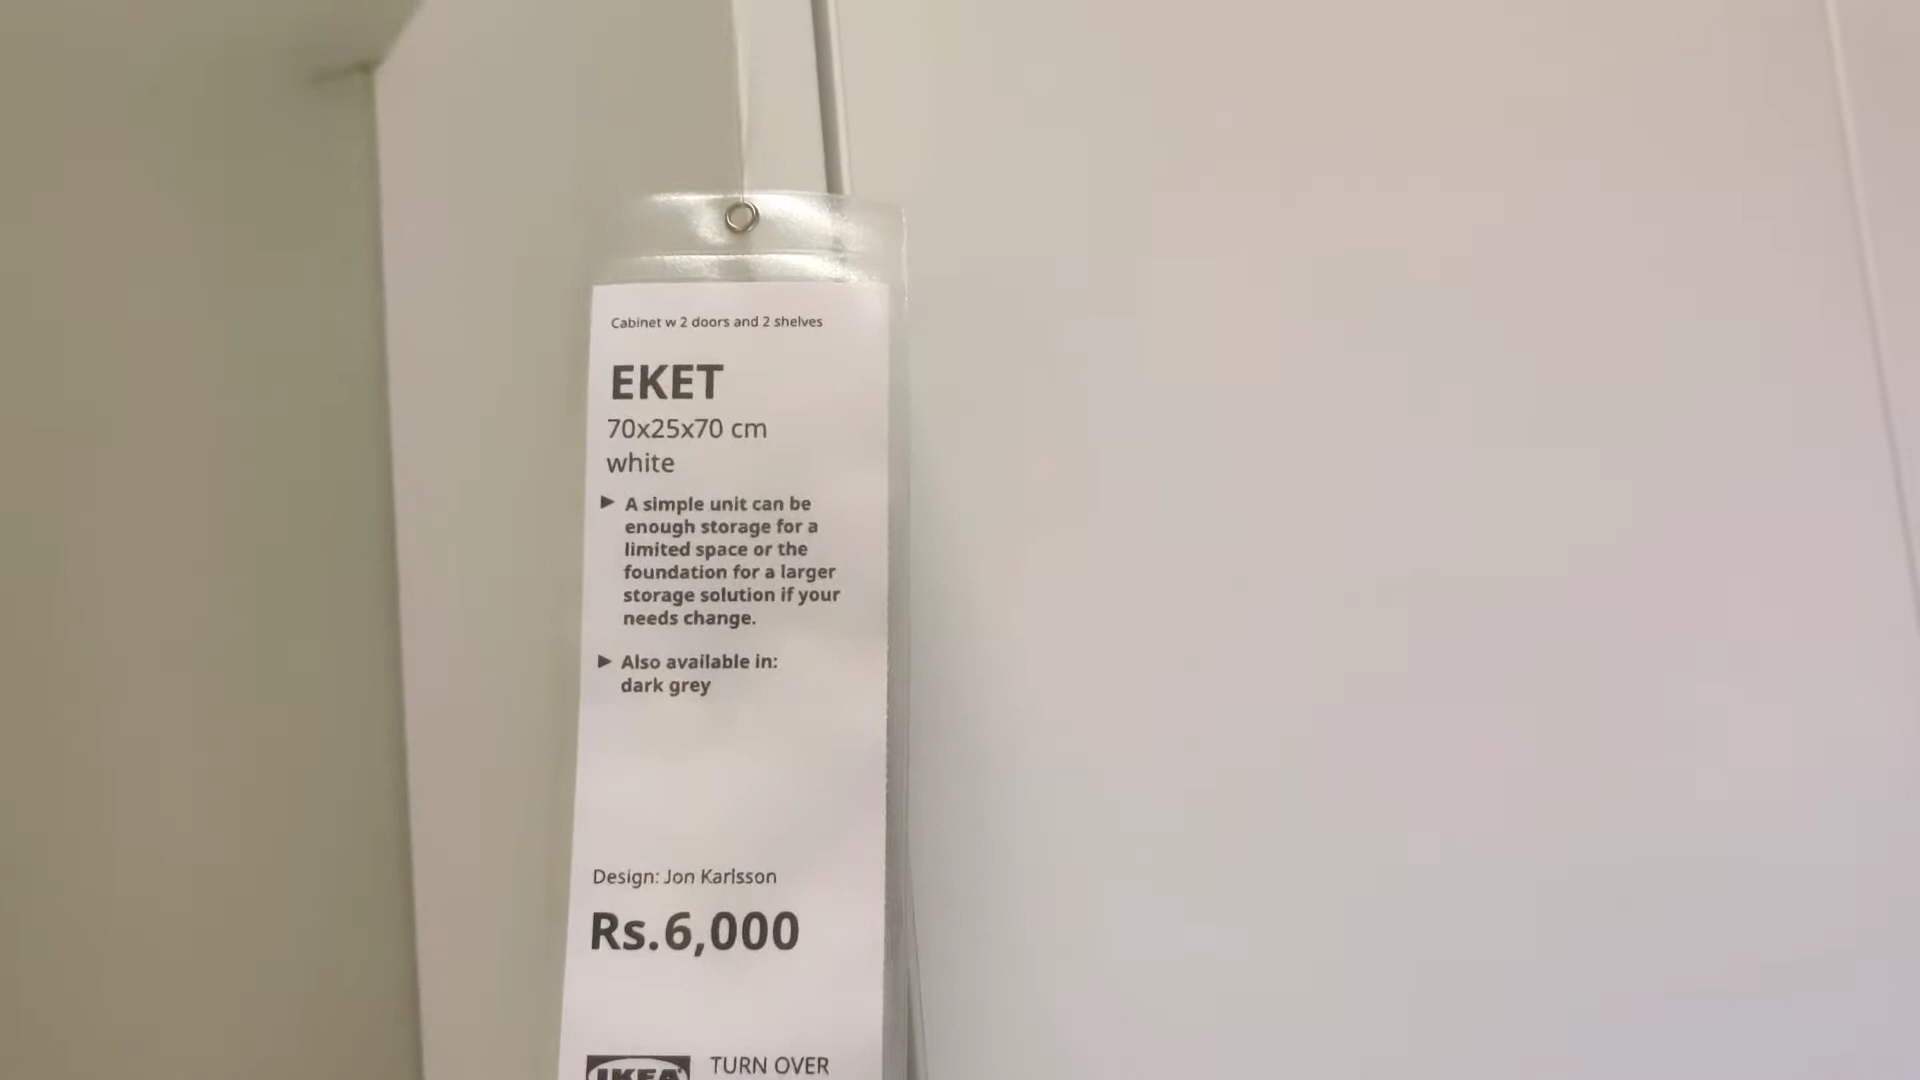 Cabinet w 2 doors and 2 shelves
EKET
70x25x70 cm
white
▶ A simple unit can be
enough storage for a
limited space or the
foundation for a larger
storage solution if your
needs change.
▶ Also available in:
dark grey
Design: Jon Karlsson
Rs.6,000
IKEA
TURN OVER